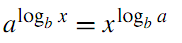 a^{\log_b x} = x^{\log_b a}